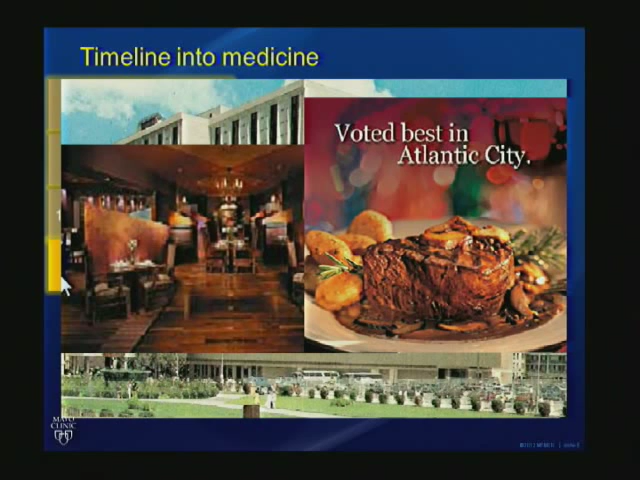 Timeline into medicine
Voted best in
Atlantic City.
MAYO
CLINIC